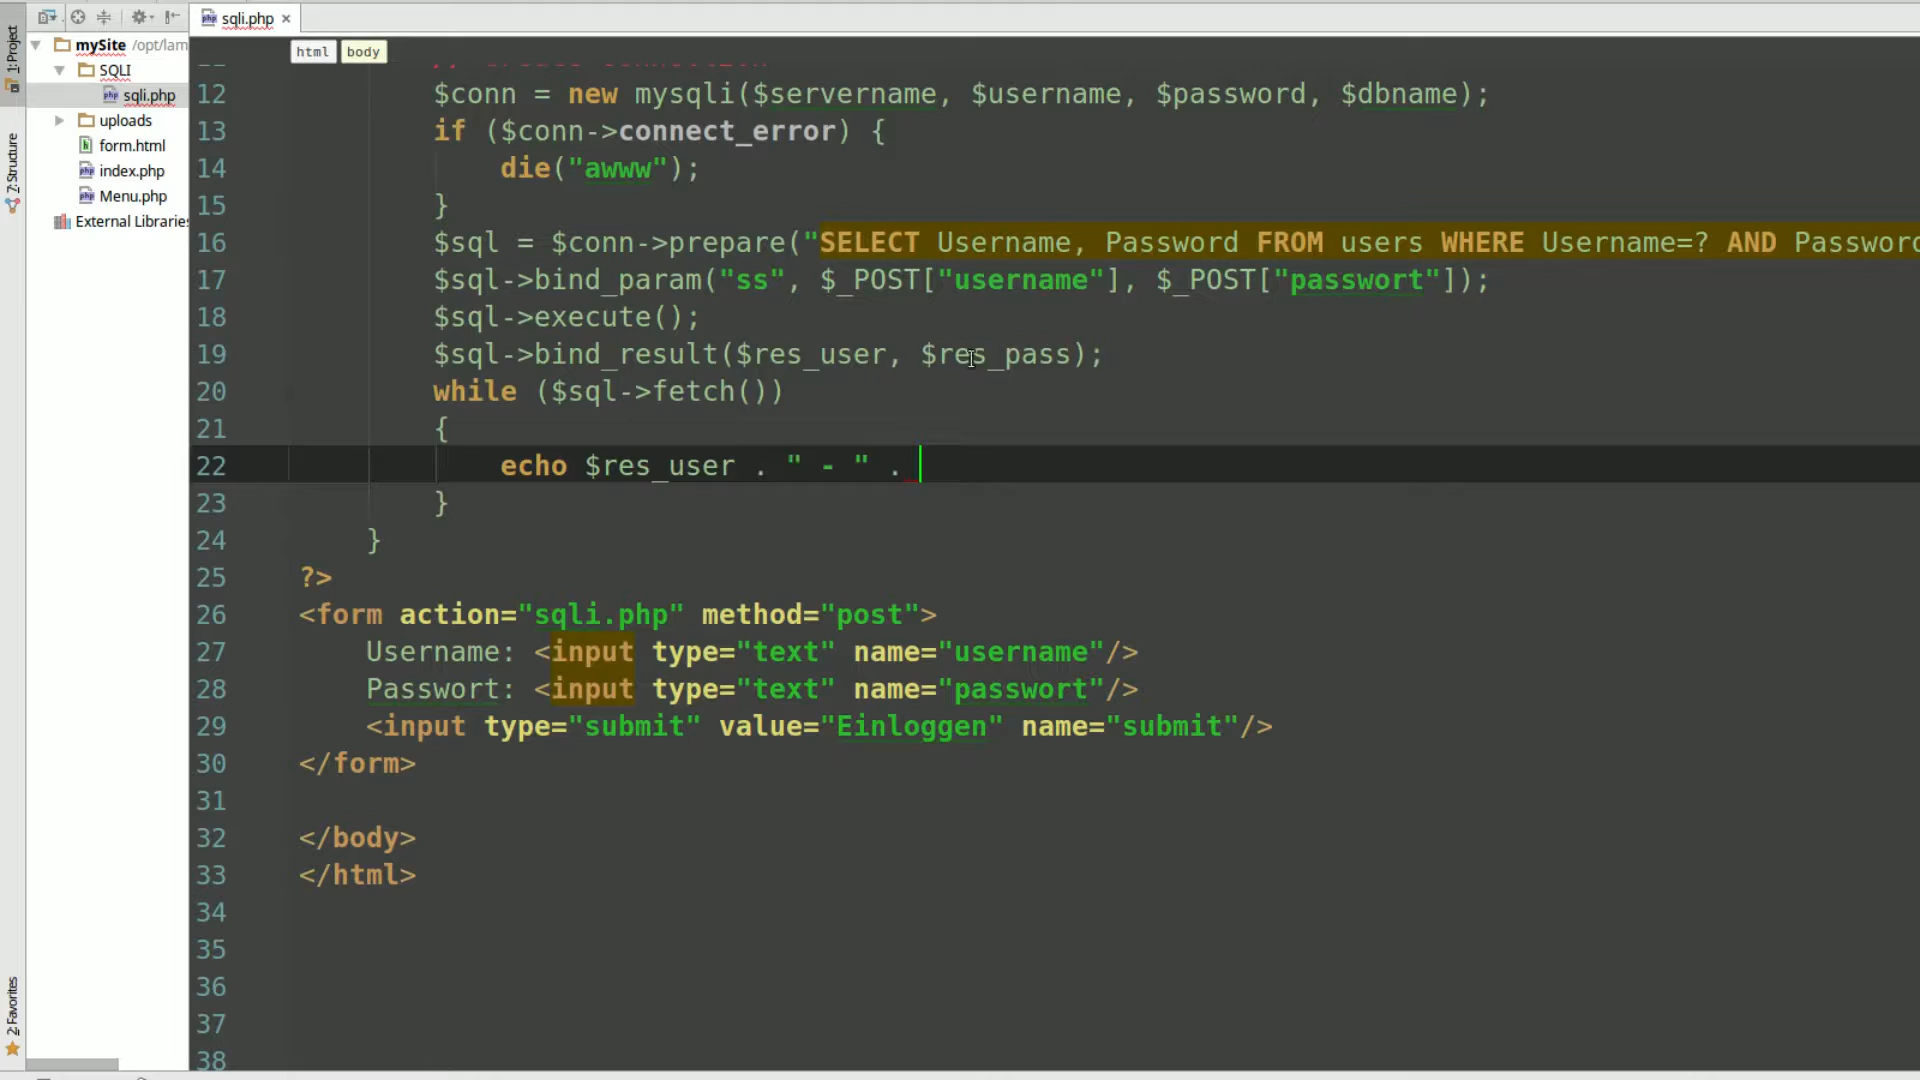 sqli.php
mySite /opt/lam
SQLI
sqli.php
uploads
form.html
index.php
Menu.php
External Libraries
1: Project
7: Structure
2: Favorites
html body
12 $conn = new mysqli($servername, $username, $password, $dbname);
13 if ($conn->connect_error) {
14 die("awww");
15 }
16 $sql = $conn->prepare("SELECT Username, Password FROM users WHERE Username=? AND Password
17 $sql->bind_param("ss", $_POST["username"], $_POST["passwort"]);
18 $sql->execute();
19 $sql->bind_result($res_user, $res_pass);
20 while ($sql->fetch())
21 {
22 echo $res_user . " - " .
23 }
24 }
25 ?>
26 <form action="sqli.php" method="post">
27 Username: <input type="text" name="username"/>
28 Passwort: <input type="text" name="passwort"/>
29 <input type="submit" value="Einloggen" name="submit"/>
30 </form>
31
32 </body>
33 </html>
34
35
36
37
38